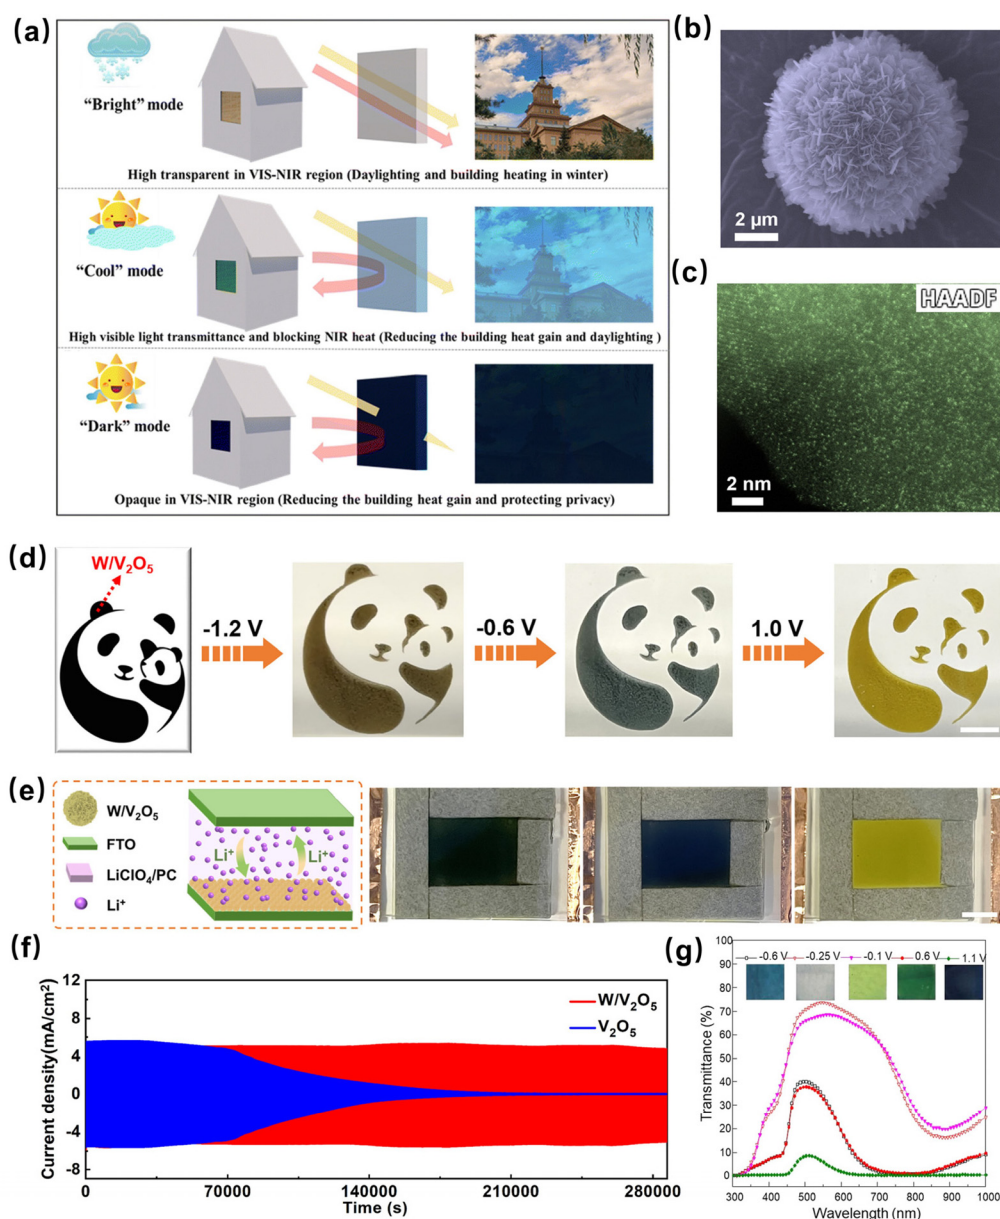 (a)
"Bright" mode
High transparent in VIS-NIR region (Daylighting and building heating in winter)
"Cool" mode
High visible light transmittance and blocking NIR heat (Reducing the building heat gain and daylighting )
"Dark" mode
Opaque in VIS-NIR region (Reducing the building heat gain and protecting privacy)
(b)
2 μm
(c)
HAADF
2 nm
(d)
W/V₂O₅
-1.2 V
-0.6 V
1.0 V
(e)
W/V₂O₅
FTO
LiClO₄/PC
Li⁺
Li⁺
Li⁺
(f)
Current density(mA/cm²)
12
8
4
0
-4
-8
W/V₂O₅
V₂O₅
0
70000
140000
210000
280000
Time (s)
(g)
-0.6 V
-0.25 V
-0.1 V
0.6 V
1.1 V
Transmittance (%)
100
90
80
70
60
50
40
30
20
10
0
300 400 500 600 700 800 900 1000
Wavelength (nm)